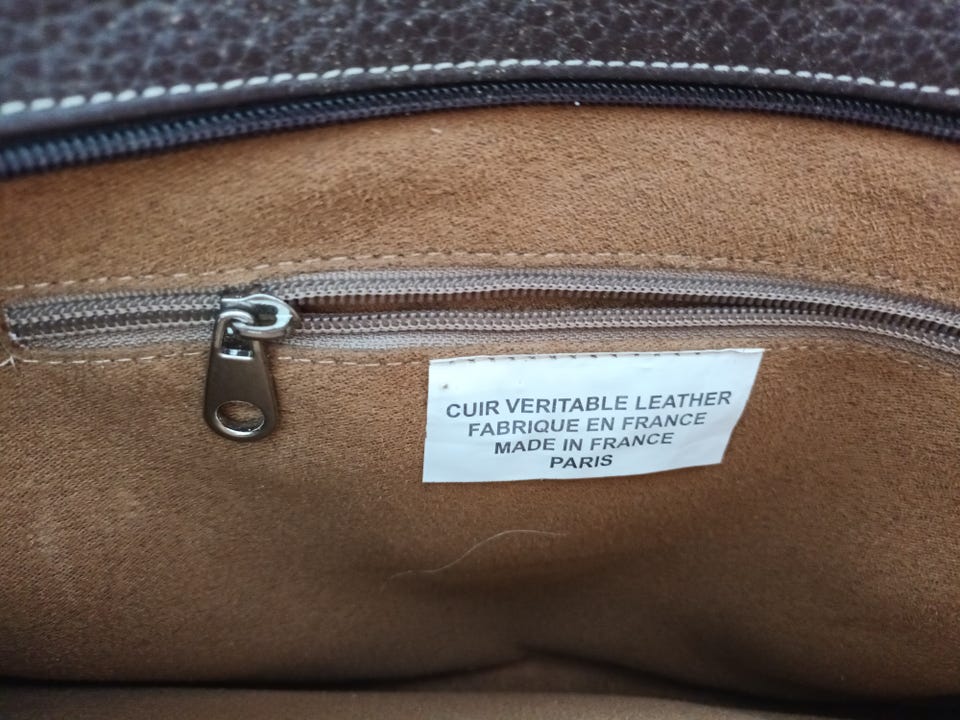 CUIR VERITABLE LEATHER
FABRIQUE EN FRANCE
MADE IN FRANCE
PARIS